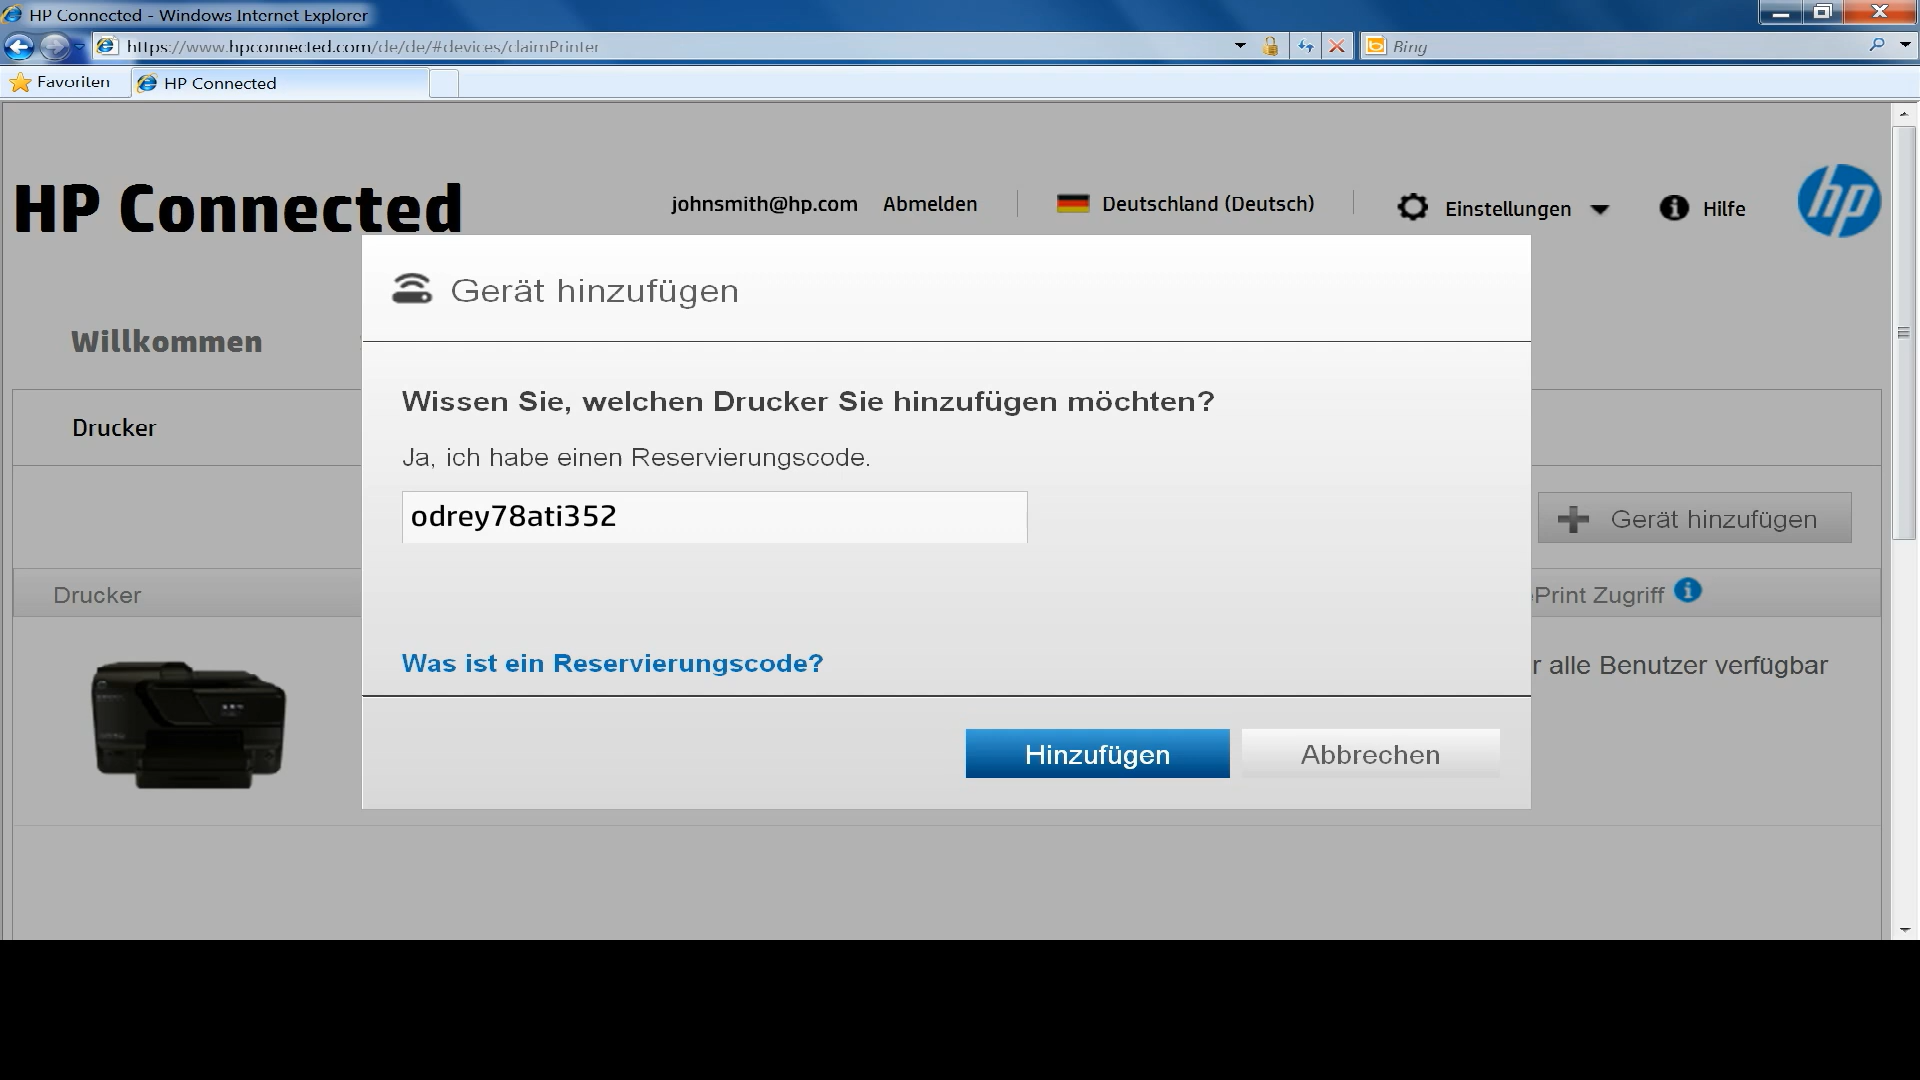 HP Connected - Windows Internet Explorer
https://www.hpconnected.com/de/de/#devices/claimPrinter
Bing
Favoriten
HP Connected
HP Connected
johnsmith@hp.com Abmelden Deutschland (Deutsch) Einstellungen Hilfe
hp
Gerät hinzufügen
Willkommen
Wissen Sie, welchen Drucker Sie hinzufügen möchten?
Drucker
Ja, ich habe einen Reservierungscode.
odrey78ati352
Gerät hinzufügen
Drucker
ePrint Zugriff
Was ist ein Reservierungscode?
r alle Benutzer verfügbar
Hinzufügen Abbrechen